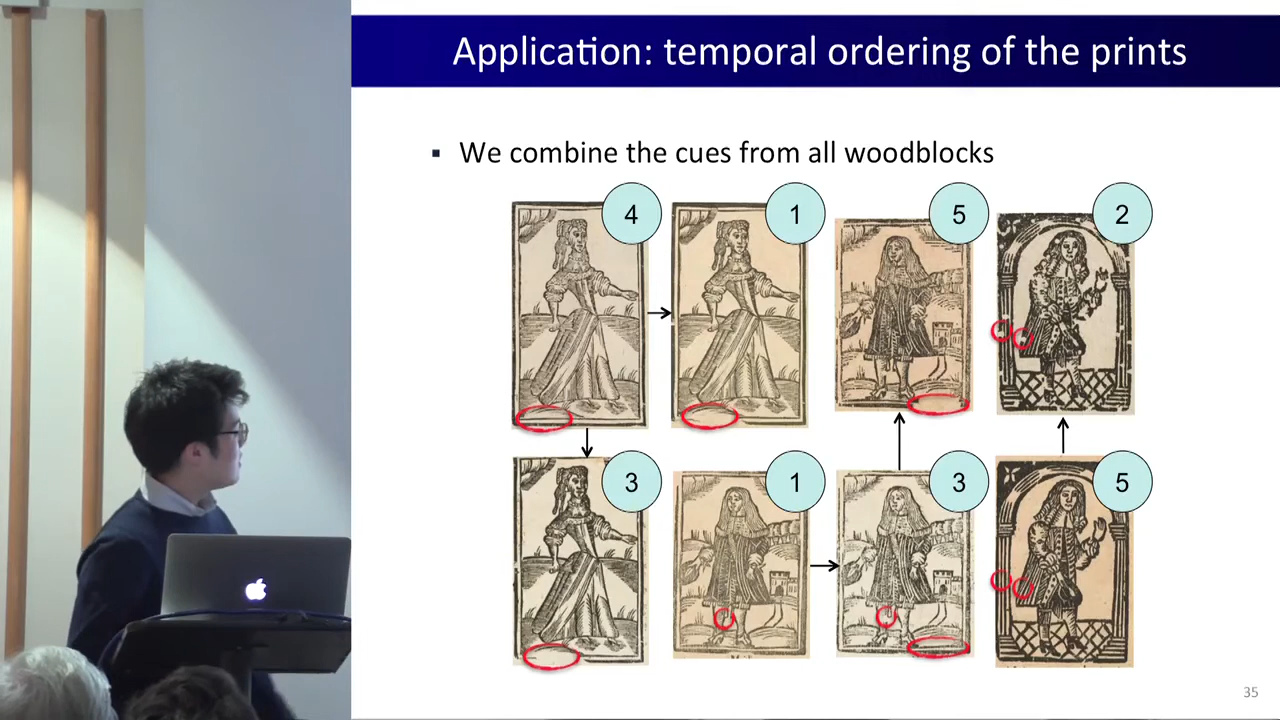 Application: temporal ordering of the prints
▪ We combine the cues from all woodblocks
4 1 5 2
3 1 3 5
35